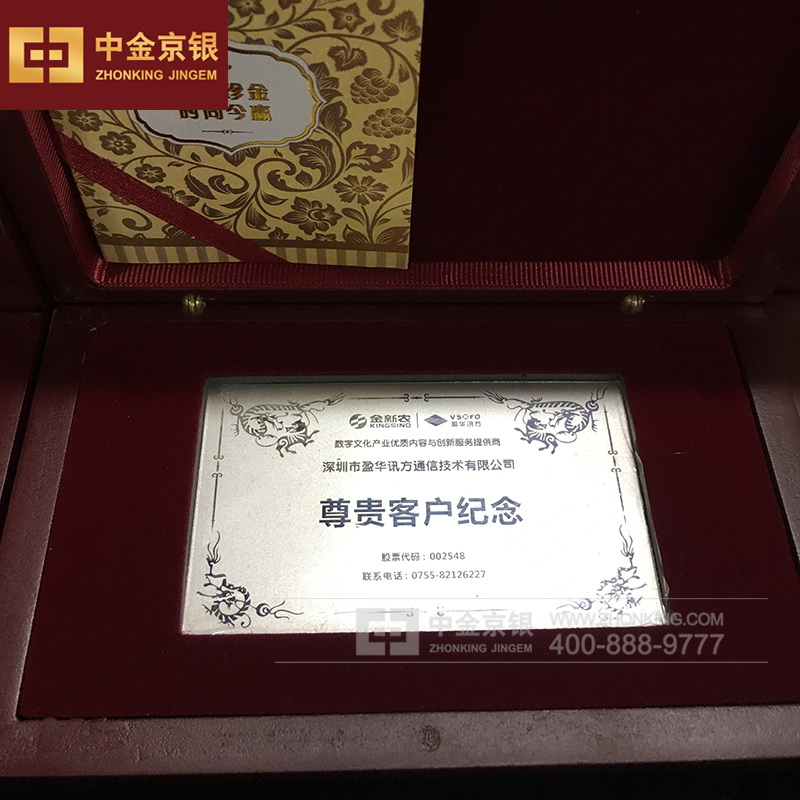 中金京银
ZHONKING JINGEM
珍金
时尚今赢
金新农
KINGSINO
VSOFO
盈华讯方
数字文化产业优质内容与创新服务提供商
深圳市盈华讯方通信技术有限公司
尊贵客户纪念
股票代码：002548
联系电话：0755-82126227
中金京银
ZHONKING JINGEM
WWW.ZHONKING.COM
400-888-9777